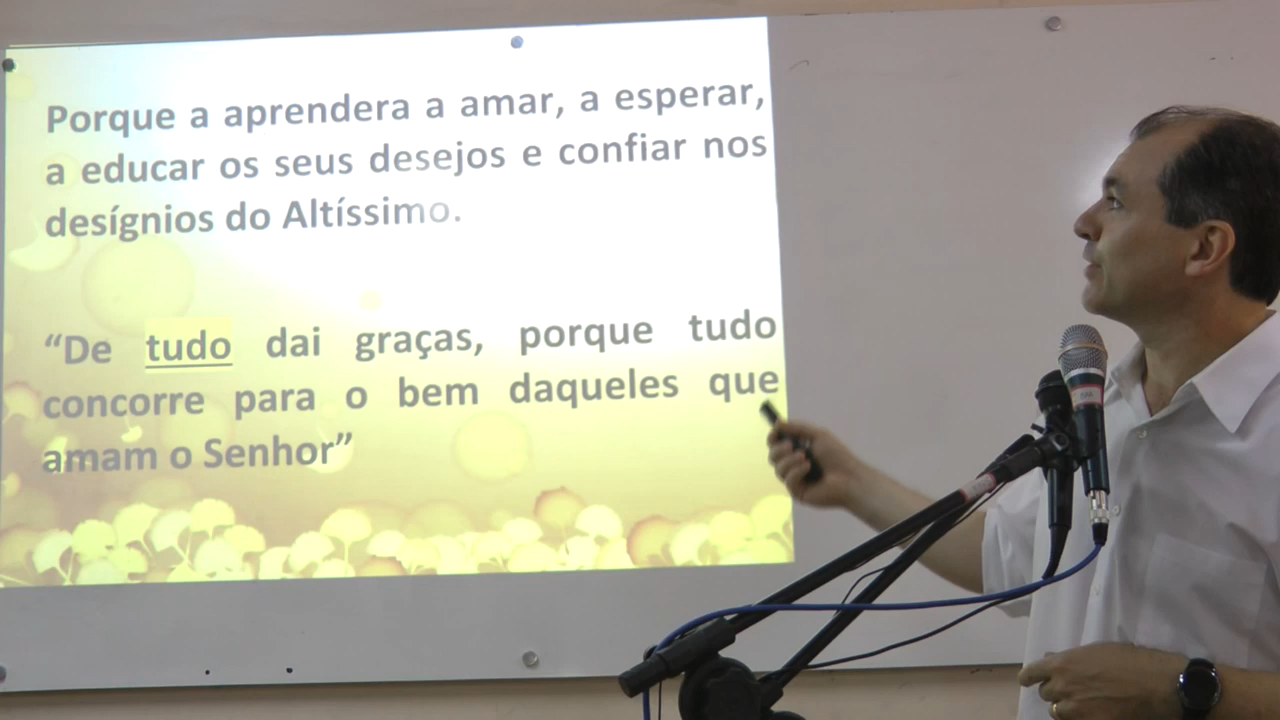 Porque a aprendera a amar, a esperar,
a educar os seus desejos e confiar nos
desígnios do Altíssimo.
“De tudo dai graças, porque tudo
concorre para o bem daqueles que
amam o Senhor”